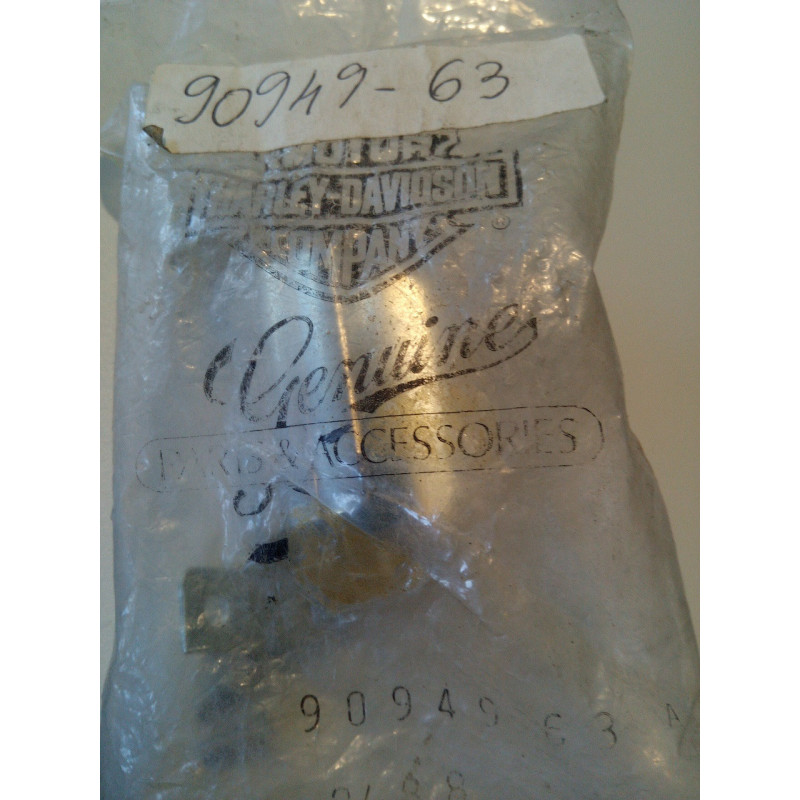 90949-63
MOTOR
HARLEY-DAVIDSON
COMPANY
®
Genuine
PARTS & ACCESSORIES
90949 63 A